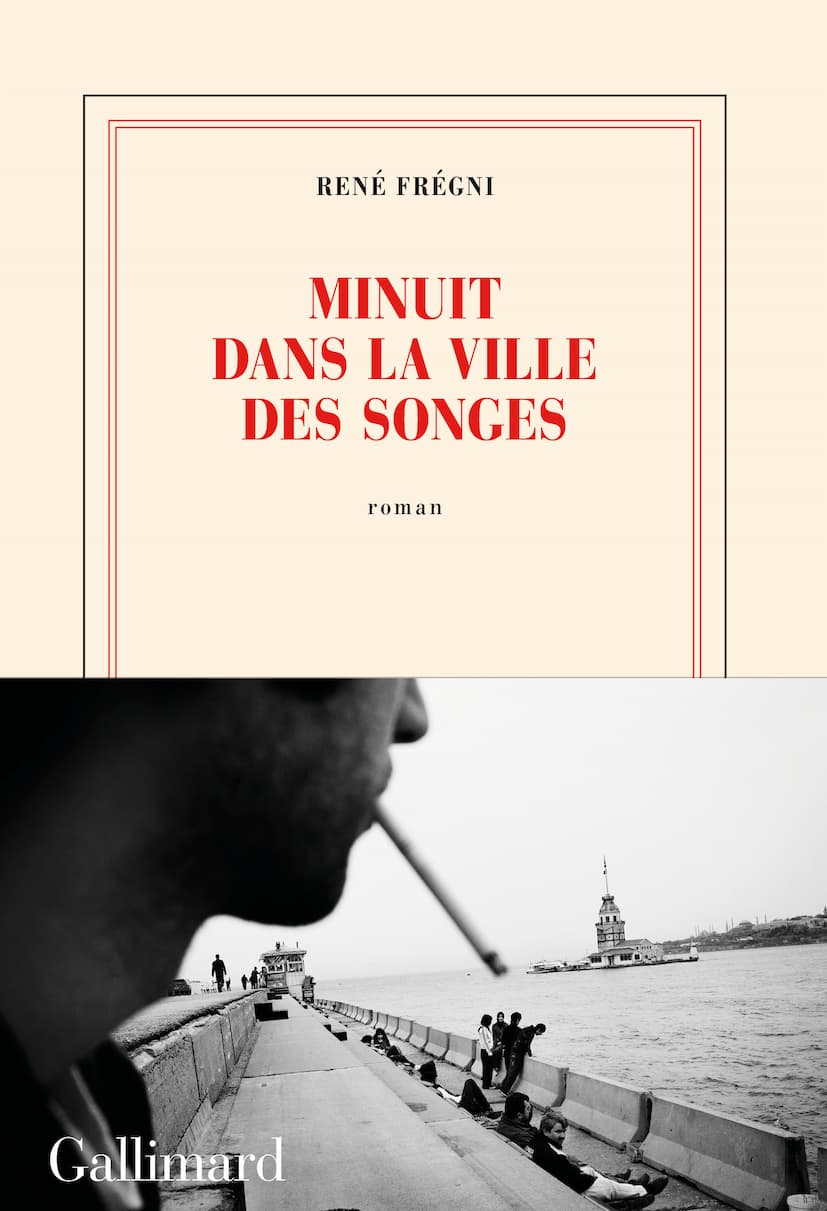 RENÉ FRÉGNI
MINUIT
DANS LA VILLE
DES SONGES
roman
Gallimard